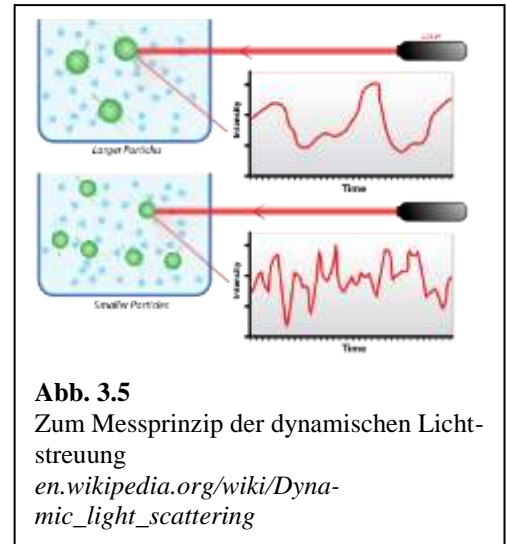 Laser
Intensity
Time
Larger Particles
Intensity
Time
Smaller Particles
Abb. 3.5
Zum Messprinzip der dynamischen Licht-
streuung
en.wikipedia.org/wiki/Dyna-
mic_light_scattering